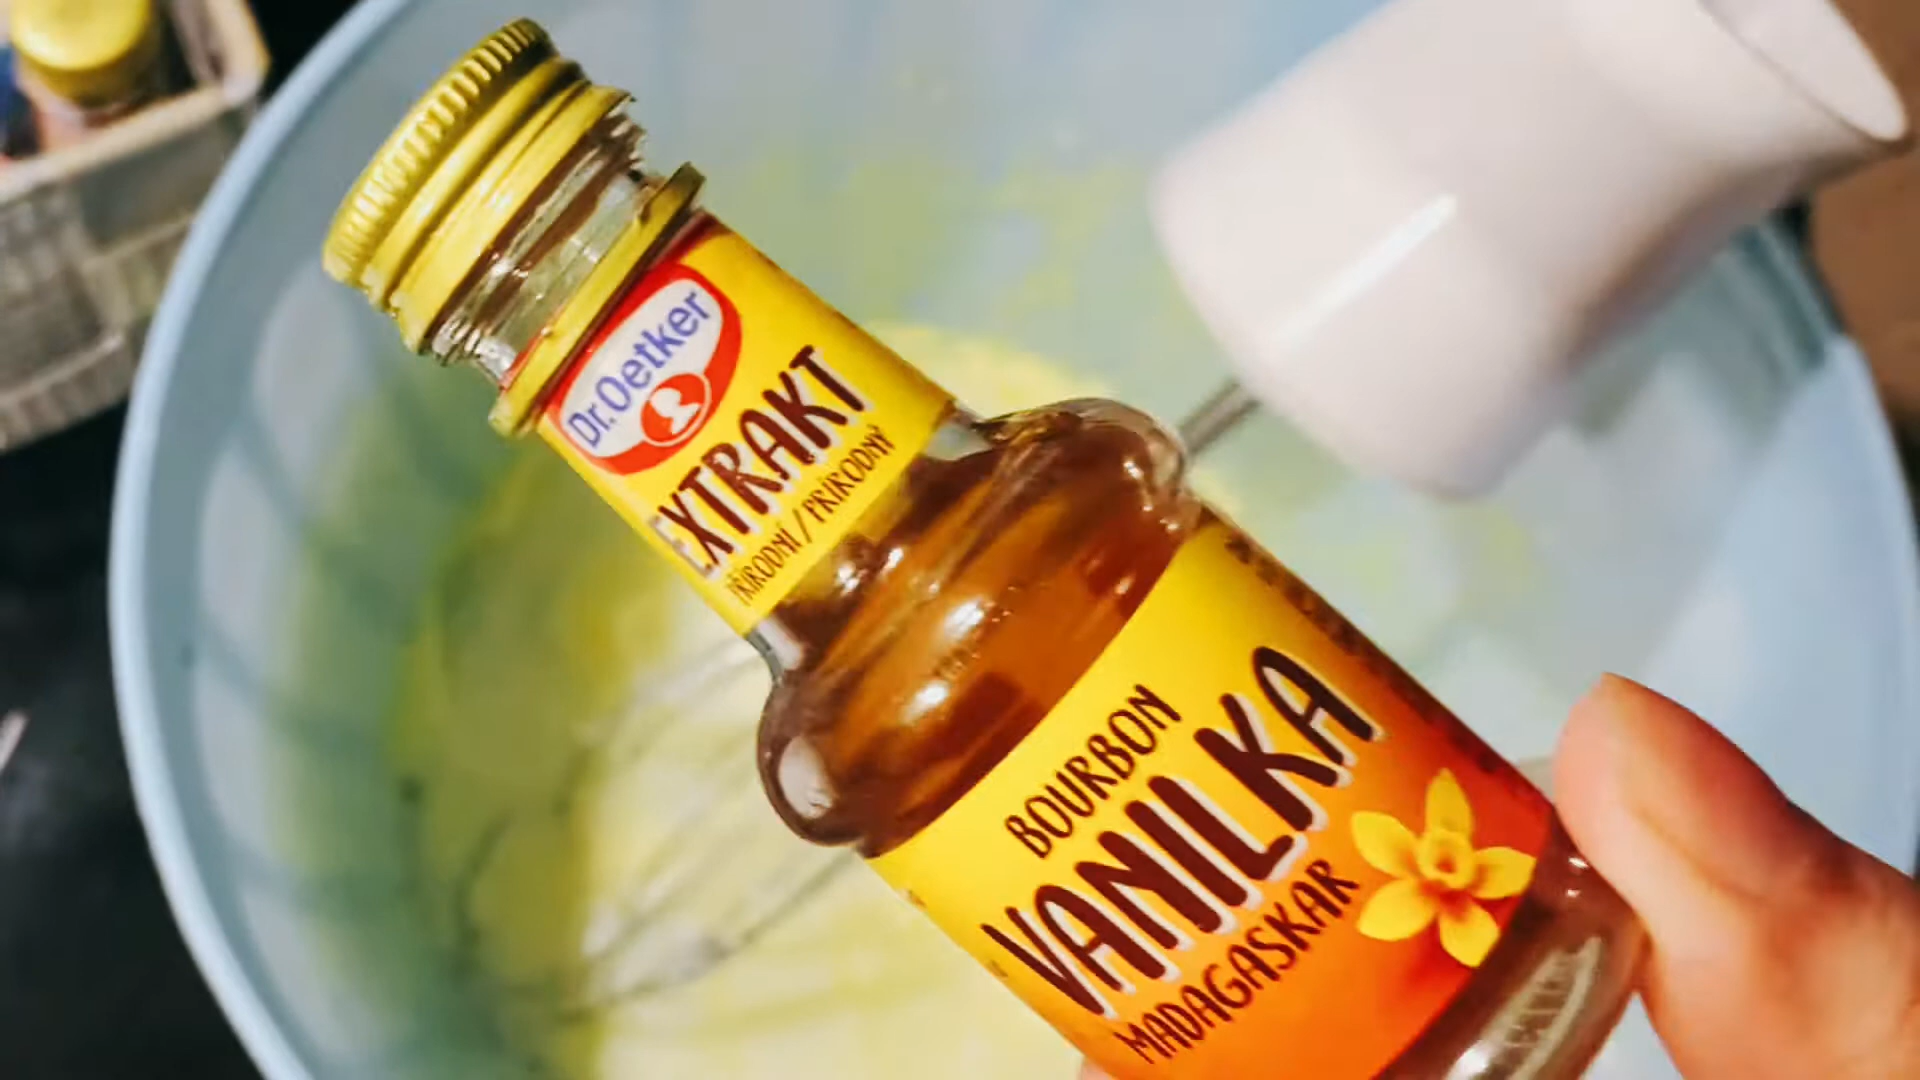 Dr.Oetker
EXTRAKT
PŘÍRODNÍ / PRÍRODNÝ
BOURBON
VANILKA
MADAGASKAR